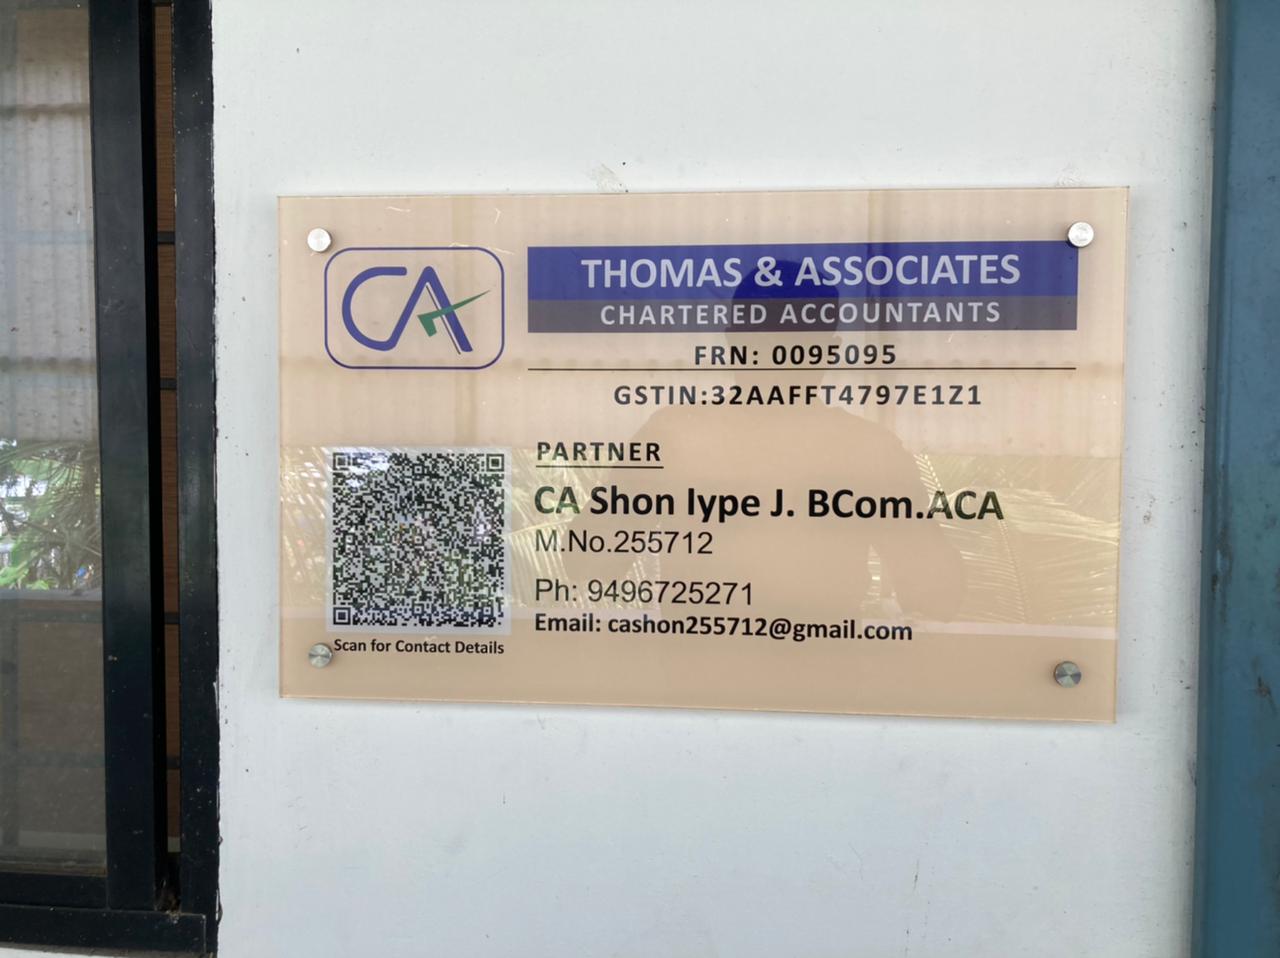 CA
THOMAS & ASSOCIATES
CHARTERED ACCOUNTANTS
FRN: 0095095
GSTIN:32AAFFT4797E1Z1
PARTNER
CA Shon Iype J. BCom.ACA
M.No.255712
Ph: 9496725271
Email: cashon255712@gmail.com
Scan for Contact Details